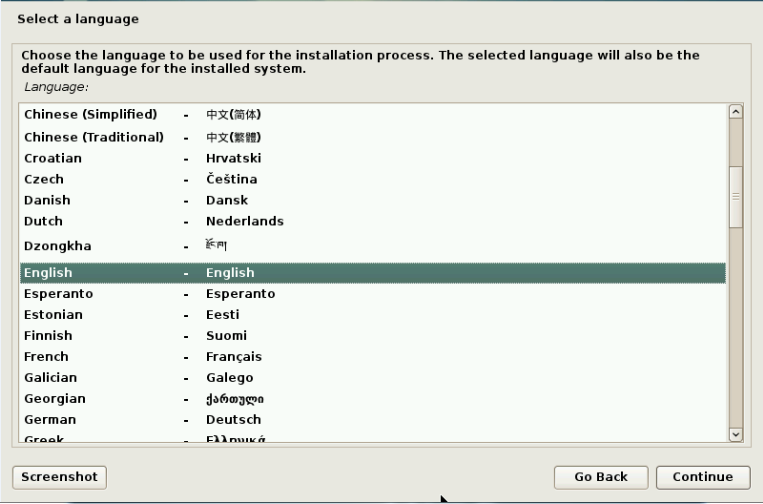 Select a language
Choose the language to be used for the installation process. The selected language will also be the
default language for the installed system.
Language:
Chinese (Simplified) - 中文(简体)
Chinese (Traditional) - 中文(繁體)
Croatian - Hrvatski
Czech - Čeština
Danish - Dansk
Dutch - Nederlands
Dzongkha - རྫོང་ཁ།
English - English
Esperanto - Esperanto
Estonian - Eesti
Finnish - Suomi
French - Français
Galician - Galego
Georgian - ქართული
German - Deutsch
Greek - Ελληνικά
Screenshot Go Back Continue